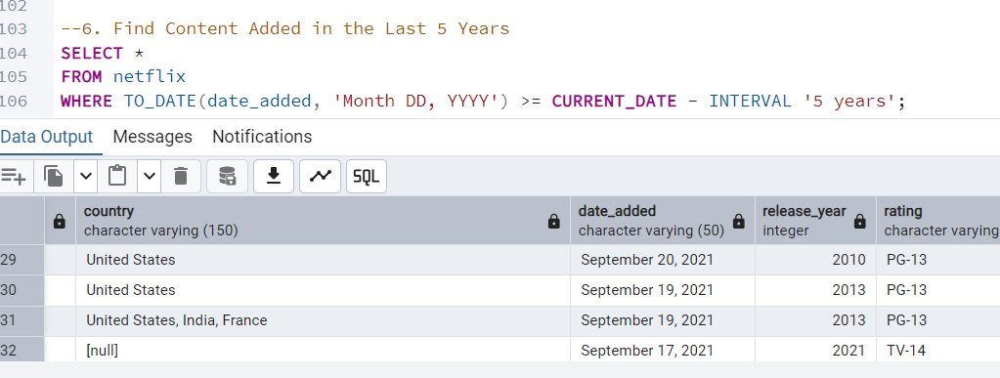 102
103 --6. Find Content Added in the Last 5 Years
104 SELECT *
105 FROM netflix
106 WHERE TO_DATE(date_added, 'Month DD, YYYY') >= CURRENT_DATE - INTERVAL '5 years';
Data Output Messages Notifications
SQL
country date_added release_year rating
character varying (150) character varying (50) integer character varying
29 United States September 20, 2021 2010 PG-13
30 United States September 19, 2021 2013 PG-13
31 United States, India, France September 19, 2021 2013 PG-13
32 [null] September 17, 2021 2021 TV-14